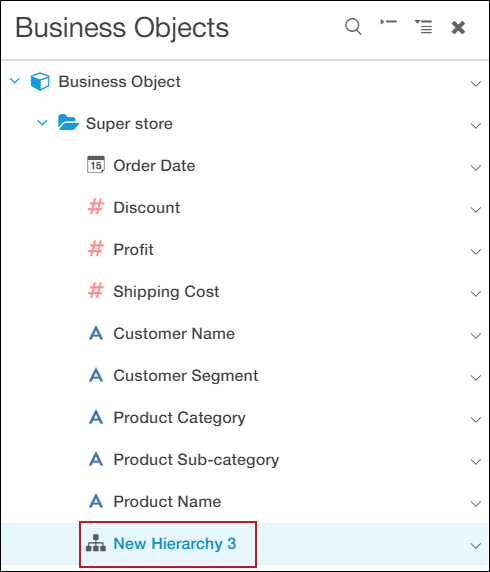 Business Objects
Business Object
Super store
15 Order Date
# Discount
# Profit
# Shipping Cost
A Customer Name
A Customer Segment
A Product Category
A Product Sub-category
A Product Name
New Hierarchy 3